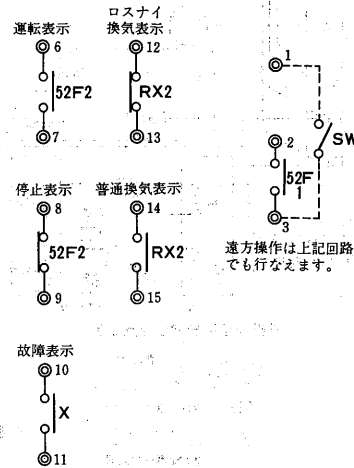 運転表示
6
52F2
7
ロスナイ
換気表示
12
RX2
13
1
2
SW
52F
1
3
遠方操作は上記回路
でも行なえます。
停止表示
8
52F2
9
普通換気表示
14
RX2
15
故障表示
10
X
11